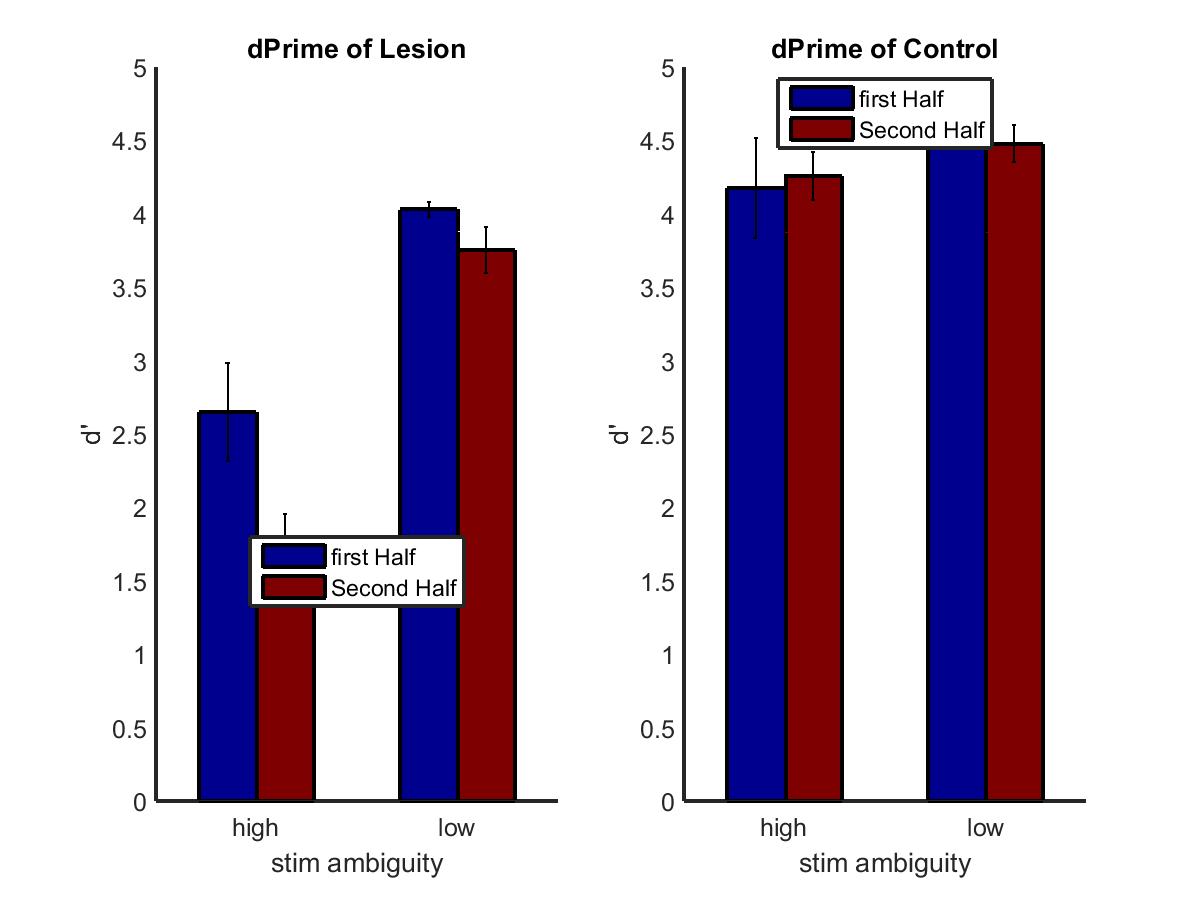 dPrime of Lesion
5
4.5
4
3.5
3
2.5
2
1.5
1
0.5
0
d'
first Half
Second Half
high low
stim ambiguity
dPrime of Control
5
4.5
4
3.5
3
2.5
2
1.5
1
0.5
0
d'
first Half
Second Half
high low
stim ambiguity